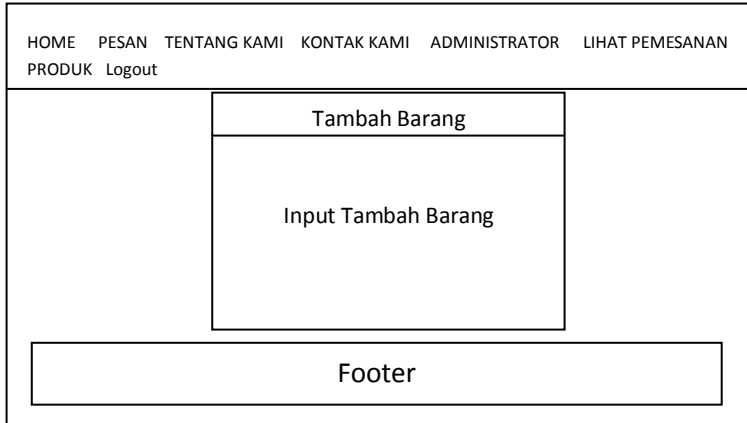 HOME PESAN TENTANG KAMI KONTAK KAMI ADMINISTRATOR LIHAT PEMESANAN
PRODUK Logout
Tambah Barang
Input Tambah Barang
Footer